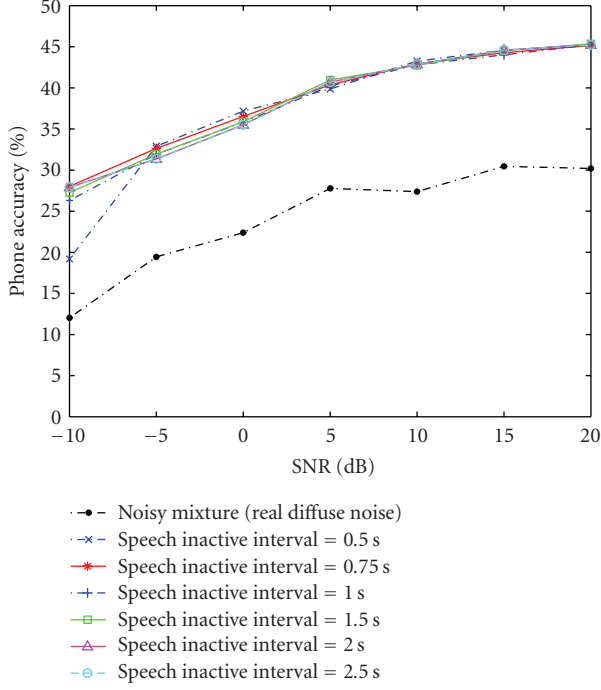 50
45
40
35
30
25
20
15
10
5
0
Phone accuracy (%)
−10 −5 0 5 10 15 20
SNR (dB)
Noisy mixture (real diffuse noise)
Speech inactive interval = 0.5 s
Speech inactive interval = 0.75 s
Speech inactive interval = 1 s
Speech inactive interval = 1.5 s
Speech inactive interval = 2 s
Speech inactive interval = 2.5 s